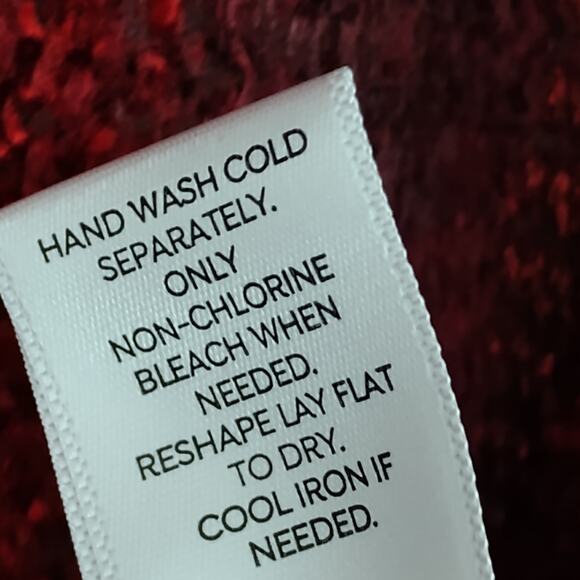 HAND WASH COLD
SEPARATELY.
ONLY
NON-CHLORINE
BLEACH WHEN
NEEDED.
RESHAPE LAY FLAT
TO DRY.
COOL IRON IF
NEEDED.